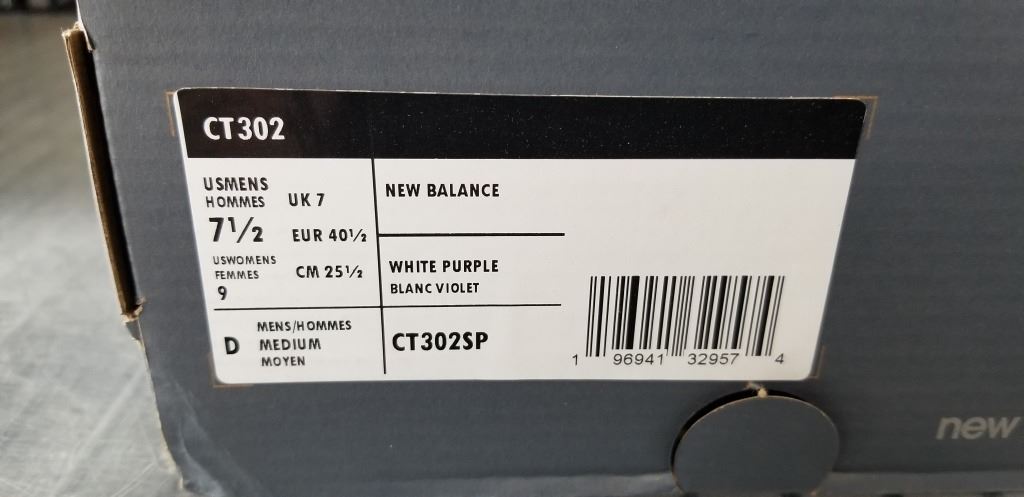 CT302
USMENS
HOMMES
7½
USWOMENS
FEMMES
9
UK 7
EUR 40½
CM 25½
NEW BALANCE
WHITE PURPLE
BLANC VIOLET
D
MENS/HOMMES
MEDIUM
MOYEN
CT302SP
1 96941 32957 4
new